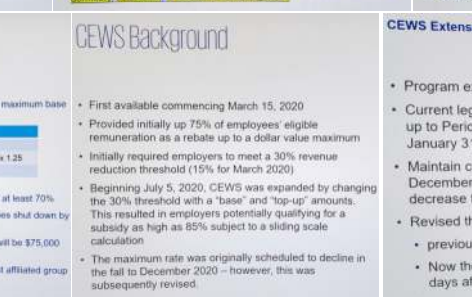 maximum base
x 1.25
at least 70%
es shut down by
will be $75,000
t affiliated group
CEWS Background
• First available commencing March 15, 2020
• Provided initially up 75% of employees' eligible
remuneration as a rebate up to a dollar value maximum
• Initially required employers to meet a 30% revenue
reduction threshold (15% for March 2020)
• Beginning July 5, 2020, CEWS was expanded by changing
the 30% threshold with a "base" and "top-up" amounts.
This resulted in employers potentially qualifying for a
subsidy as high as 85% subject to a sliding scale
calculation
• The maximum rate was originally scheduled to decline in
the fall to December 2020 – however, this was
subsequently revised.
CEWS Extens
• Program e
• Current leg
up to Perio
January 3
• Maintain c
December
decrease
• Revised th
• previou
• Now the
days af